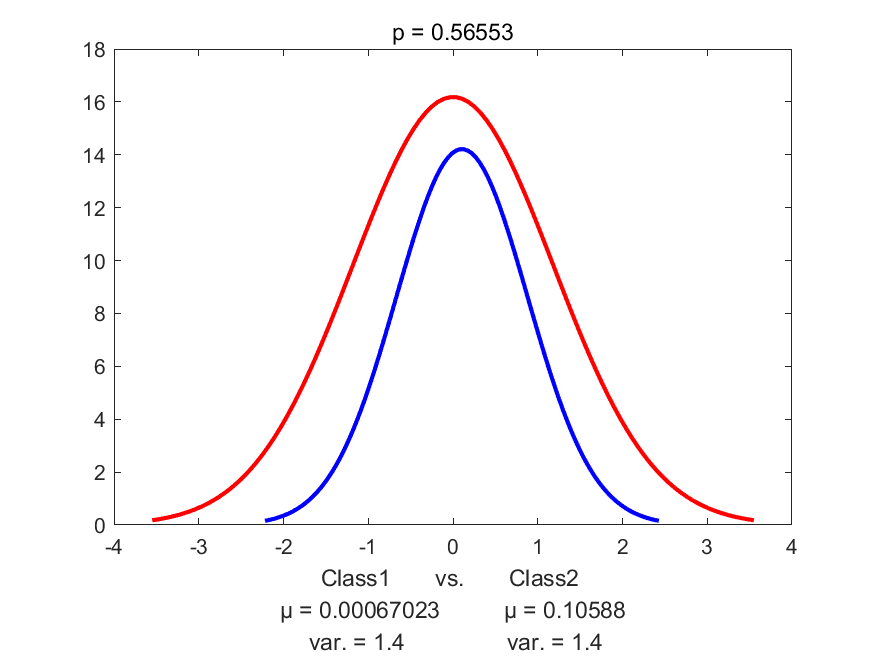 p = 0.56553
18
16
14
12
10
8
6
4
2
0
-4 -3 -2 -1 0 1 2 3 4
Class1 vs. Class2
μ = 0.00067023 μ = 0.10588
var. = 1.4 var. = 1.4